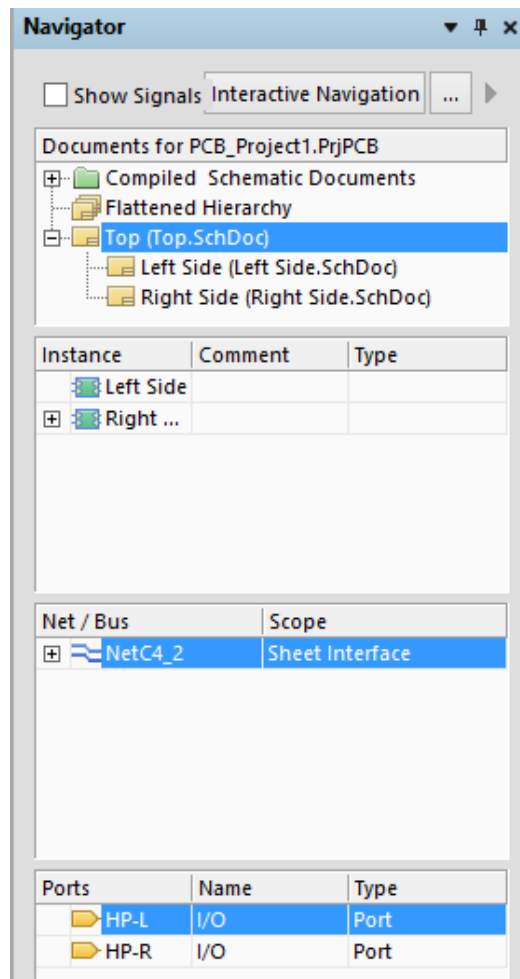 Navigator
Show Signals Interactive Navigation ...
Documents for PCB_Project1.PrjPCB
Compiled Schematic Documents
Flattened Hierarchy
Top (Top.SchDoc)
Left Side (Left Side.SchDoc)
Right Side (Right Side.SchDoc)
Instance Comment Type
Left Side
Right ...
Net / Bus Scope
NetC4_2 Sheet Interface
Ports Name Type
HP-L I/O Port
HP-R I/O Port